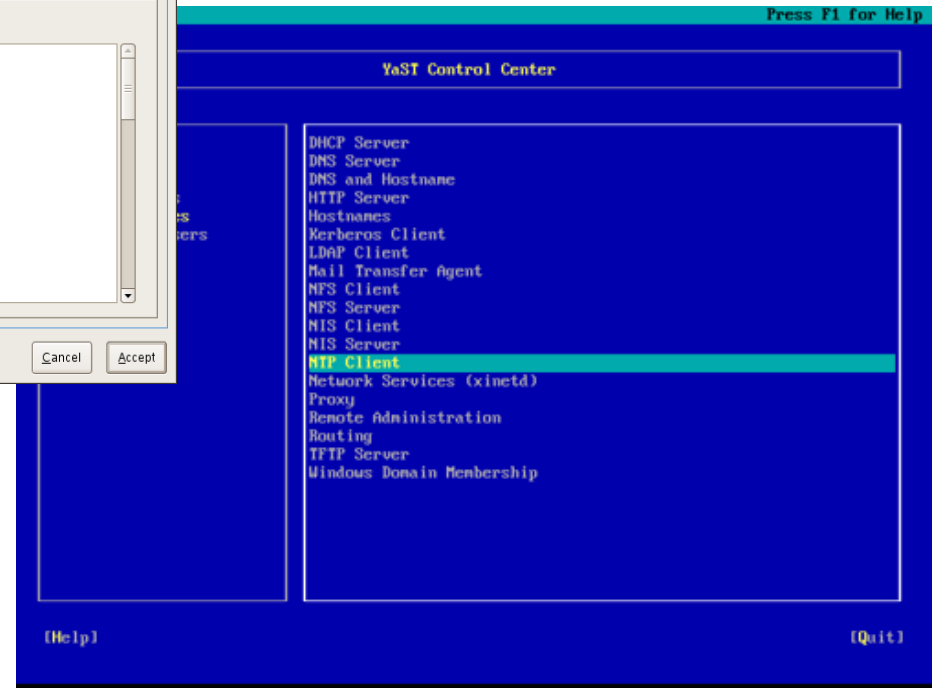 Press F1 for Help
YaST Control Center
DHCP Server
DNS Server
DNS and Hostname
HTTP Server
Hostnames
Kerberos Client
LDAP Client
Mail Transfer Agent
NFS Client
NFS Server
NIS Client
NIS Server
NTP Client
Network Services (xinetd)
Proxy
Remote Administration
Routing
TFTP Server
Windows Domain Membership
Cancel Accept
[Help] [Quit]